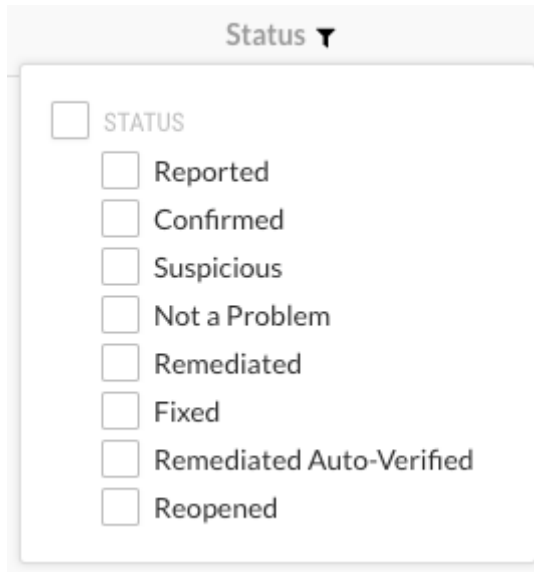 Status
STATUS
Reported
Confirmed
Suspicious
Not a Problem
Remediated
Fixed
Remediated Auto-Verified
Reopened